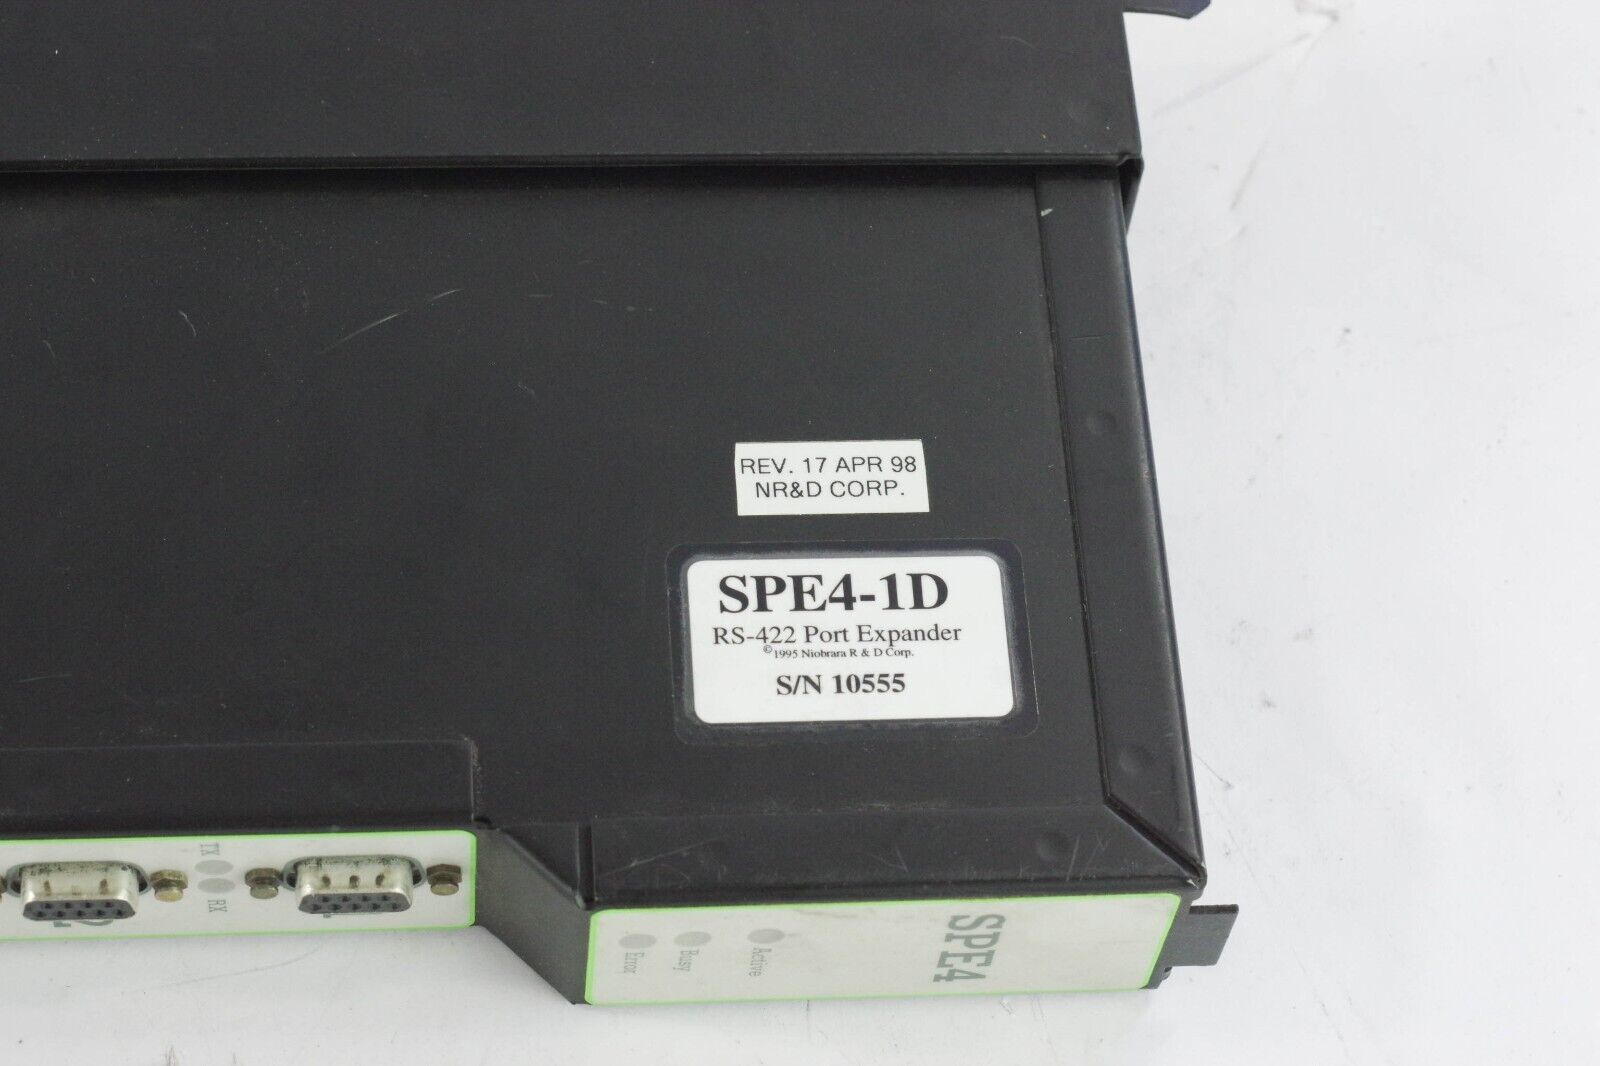 REV. 17 APR 98
NR&D CORP.
SPE4-1D
RS-422 Port Expander
©1995 Niobrara R & D Corp.
S/N 10555
TX
RX
Error
Busy
Active
SPE4